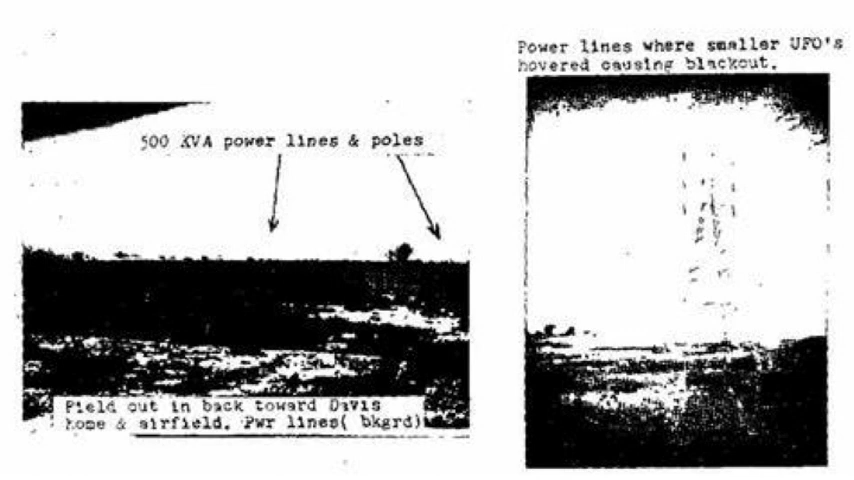 Power lines where smaller UFO's
hovered causing blackout.
500 KVA power lines & poles
Field out in back toward Davis
home & airfield. Pwr lines( bkgrd)